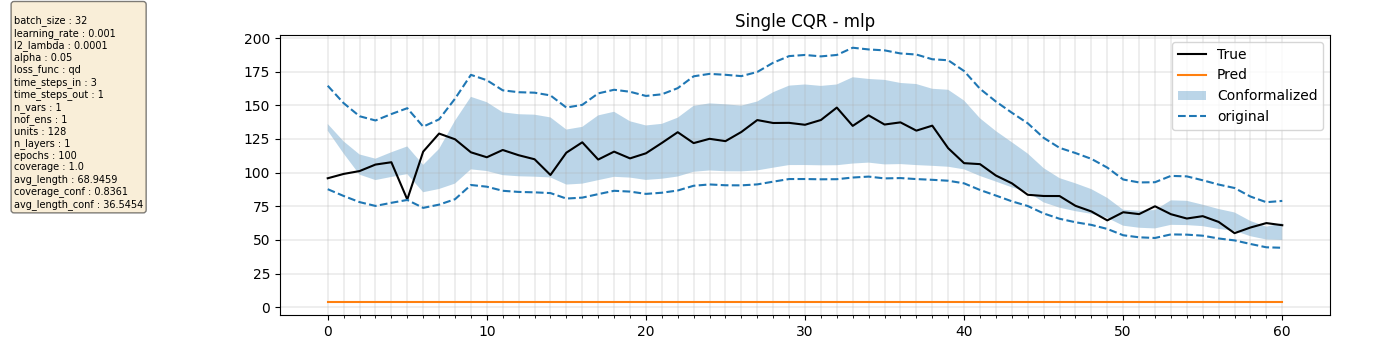 batch_size : 32
learning_rate : 0.001
l2_lambda : 0.0001
alpha : 0.05
loss_func : qd
time_steps_in : 3
time_steps_out : 1
n_vars : 1
nof_ens : 1
units : 128
n_layers : 1
epochs : 100
coverage : 1.0
avg_length : 68.9459
coverage_conf : 0.8361
avg_length_conf : 36.5454
Single CQR - mlp
200
175
150
125
100
75
50
25
0
True
Pred
Conformalized
original
0 10 20 30 40 50 60